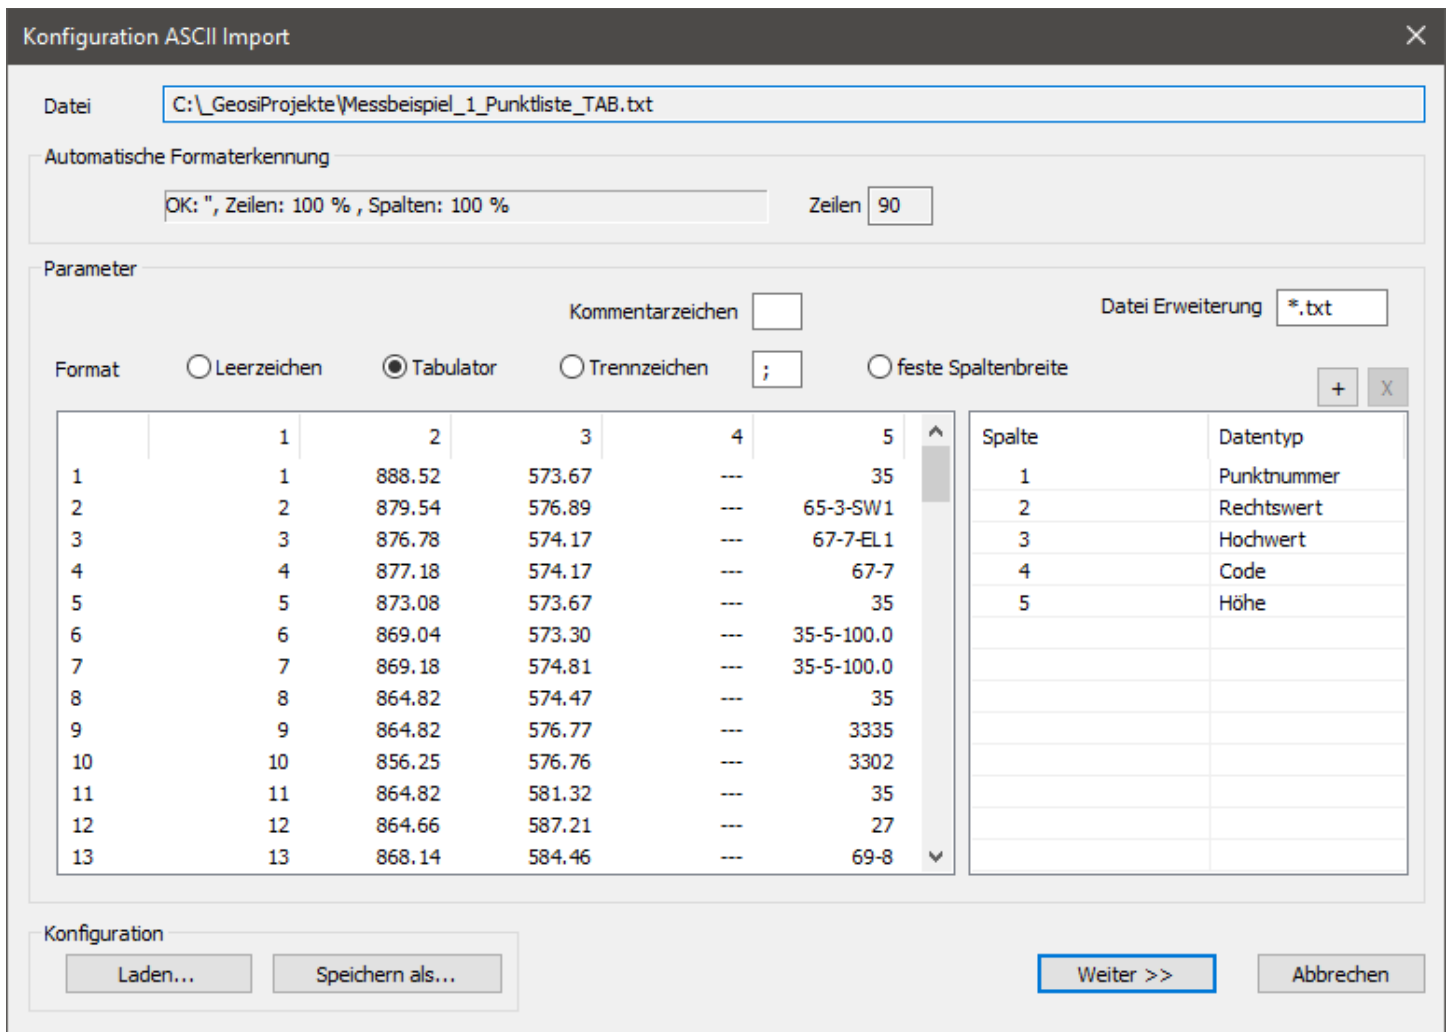 Konfiguration ASCII Import
Datei C:\_GeosiProjekte\Messbeispiel_1_Punktliste_TAB.txt
Automatische Formaterkennung
OK: '', Zeilen: 100 % , Spalten: 100 % Zeilen 90
Parameter
Kommentarzeichen Datei Erweiterung *.txt
Format Leerzeichen Tabulator Trennzeichen ; feste Spaltenbreite
+ X
1 2 3 4 5 Spalte Datentyp
1 1 888.52 573.67 --- 35 1 Punktnummer
2 2 879.54 576.89 --- 65-3-SW1 2 Rechtswert
3 3 876.78 574.17 --- 67-7-EL1 3 Hochwert
4 4 877.18 574.17 --- 67-7 4 Code
5 5 873.08 573.67 --- 35 5 Höhe
6 6 869.04 573.30 --- 35-5-100.0
7 7 869.18 574.81 --- 35-5-100.0
8 8 864.82 574.47 --- 35
9 9 864.82 576.77 --- 3335
10 10 856.25 576.76 --- 3302
11 11 864.82 581.32 --- 35
12 12 864.66 587.21 --- 27
13 13 868.14 584.46 --- 69-8
Konfiguration
Laden... Speichern als... Weiter >> Abbrechen